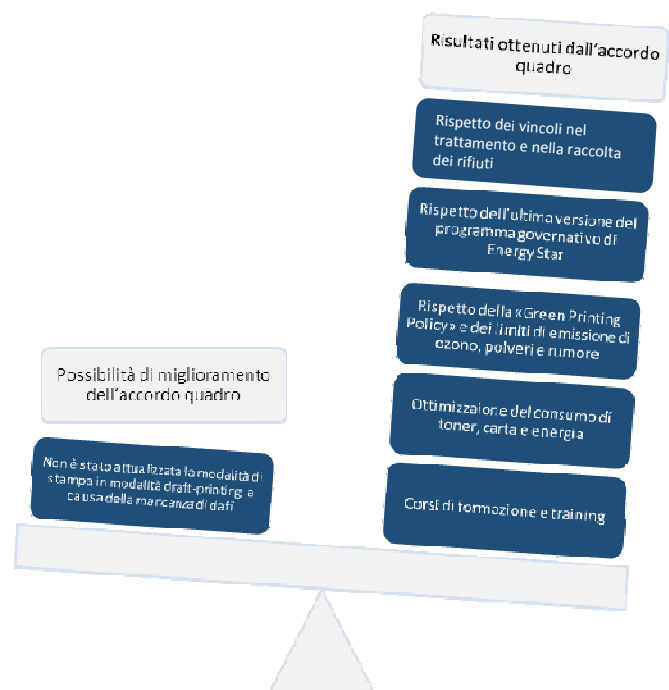 Risultati ottenuti dall'accordo
quadro
Rispetto dei vincoli nel
trattamento e nella raccolta
dei rifiuti
Rispetto dell'ultima versione del
programma governativo di
Energy Star
Rispetto della «Green Printing
Policy» e dei limiti di emissione di
ozono, polveri e rumore
Ottimizzaione del consumo di
toner, carta e energia
Corsi di formazione e training
Possibilità di miglioramento
dell'accordo quadro
Non è stato attualizzata la modalità di
stampa in modalità draft-printing a
causa della mancanza di dati